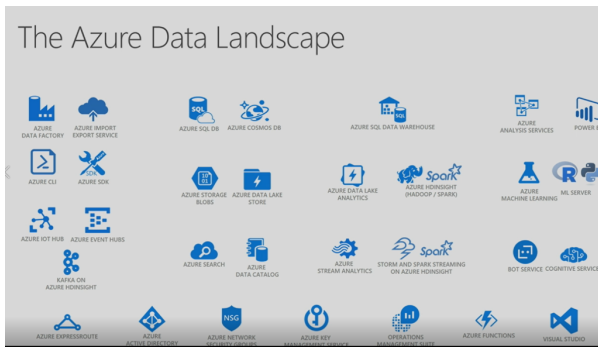 The Azure Data Landscape
AZURE
DATA FACTORY
AZURE IMPORT
EXPORT SERVICE
SQL
AZURE SQL DB
AZURE COSMOS DB
SQL
AZURE SQL DATA WAREHOUSE
AZURE
ANALYSIS SERVICES
POWER
AZURE CLI
SDK
AZURE SDK
10
01
AZURE STORAGE
BLOBS
AZURE DATA LAKE
STORE
AZURE DATA LAKE
ANALYTICS
Spark
AZURE HDINSIGHT
(HADOOP / SPARK)
AZURE
MACHINE LEARNING
R
ML SERVER
AZURE IOT HUB
AZURE EVENT HUBS
KAFKA ON
AZURE HDINSIGHT
AZURE SEARCH
AZURE
DATA CATALOG
AZURE
STREAM ANALYTICS
Spark
STORM AND SPARK STREAMING
ON AZURE HDINSIGHT
BOT SERVICE
COGNITIVE SERVICE
AZURE EXPRESSROUTE
AZURE
ACTIVE DIRECTORY
NSG
AZURE NETWORK
SECURITY GROUPS
AZURE KEY
MANAGEMENT SERVICE
OPERATIONS
MANAGEMENT SUITE
AZURE FUNCTIONS
VISUAL STUDIO